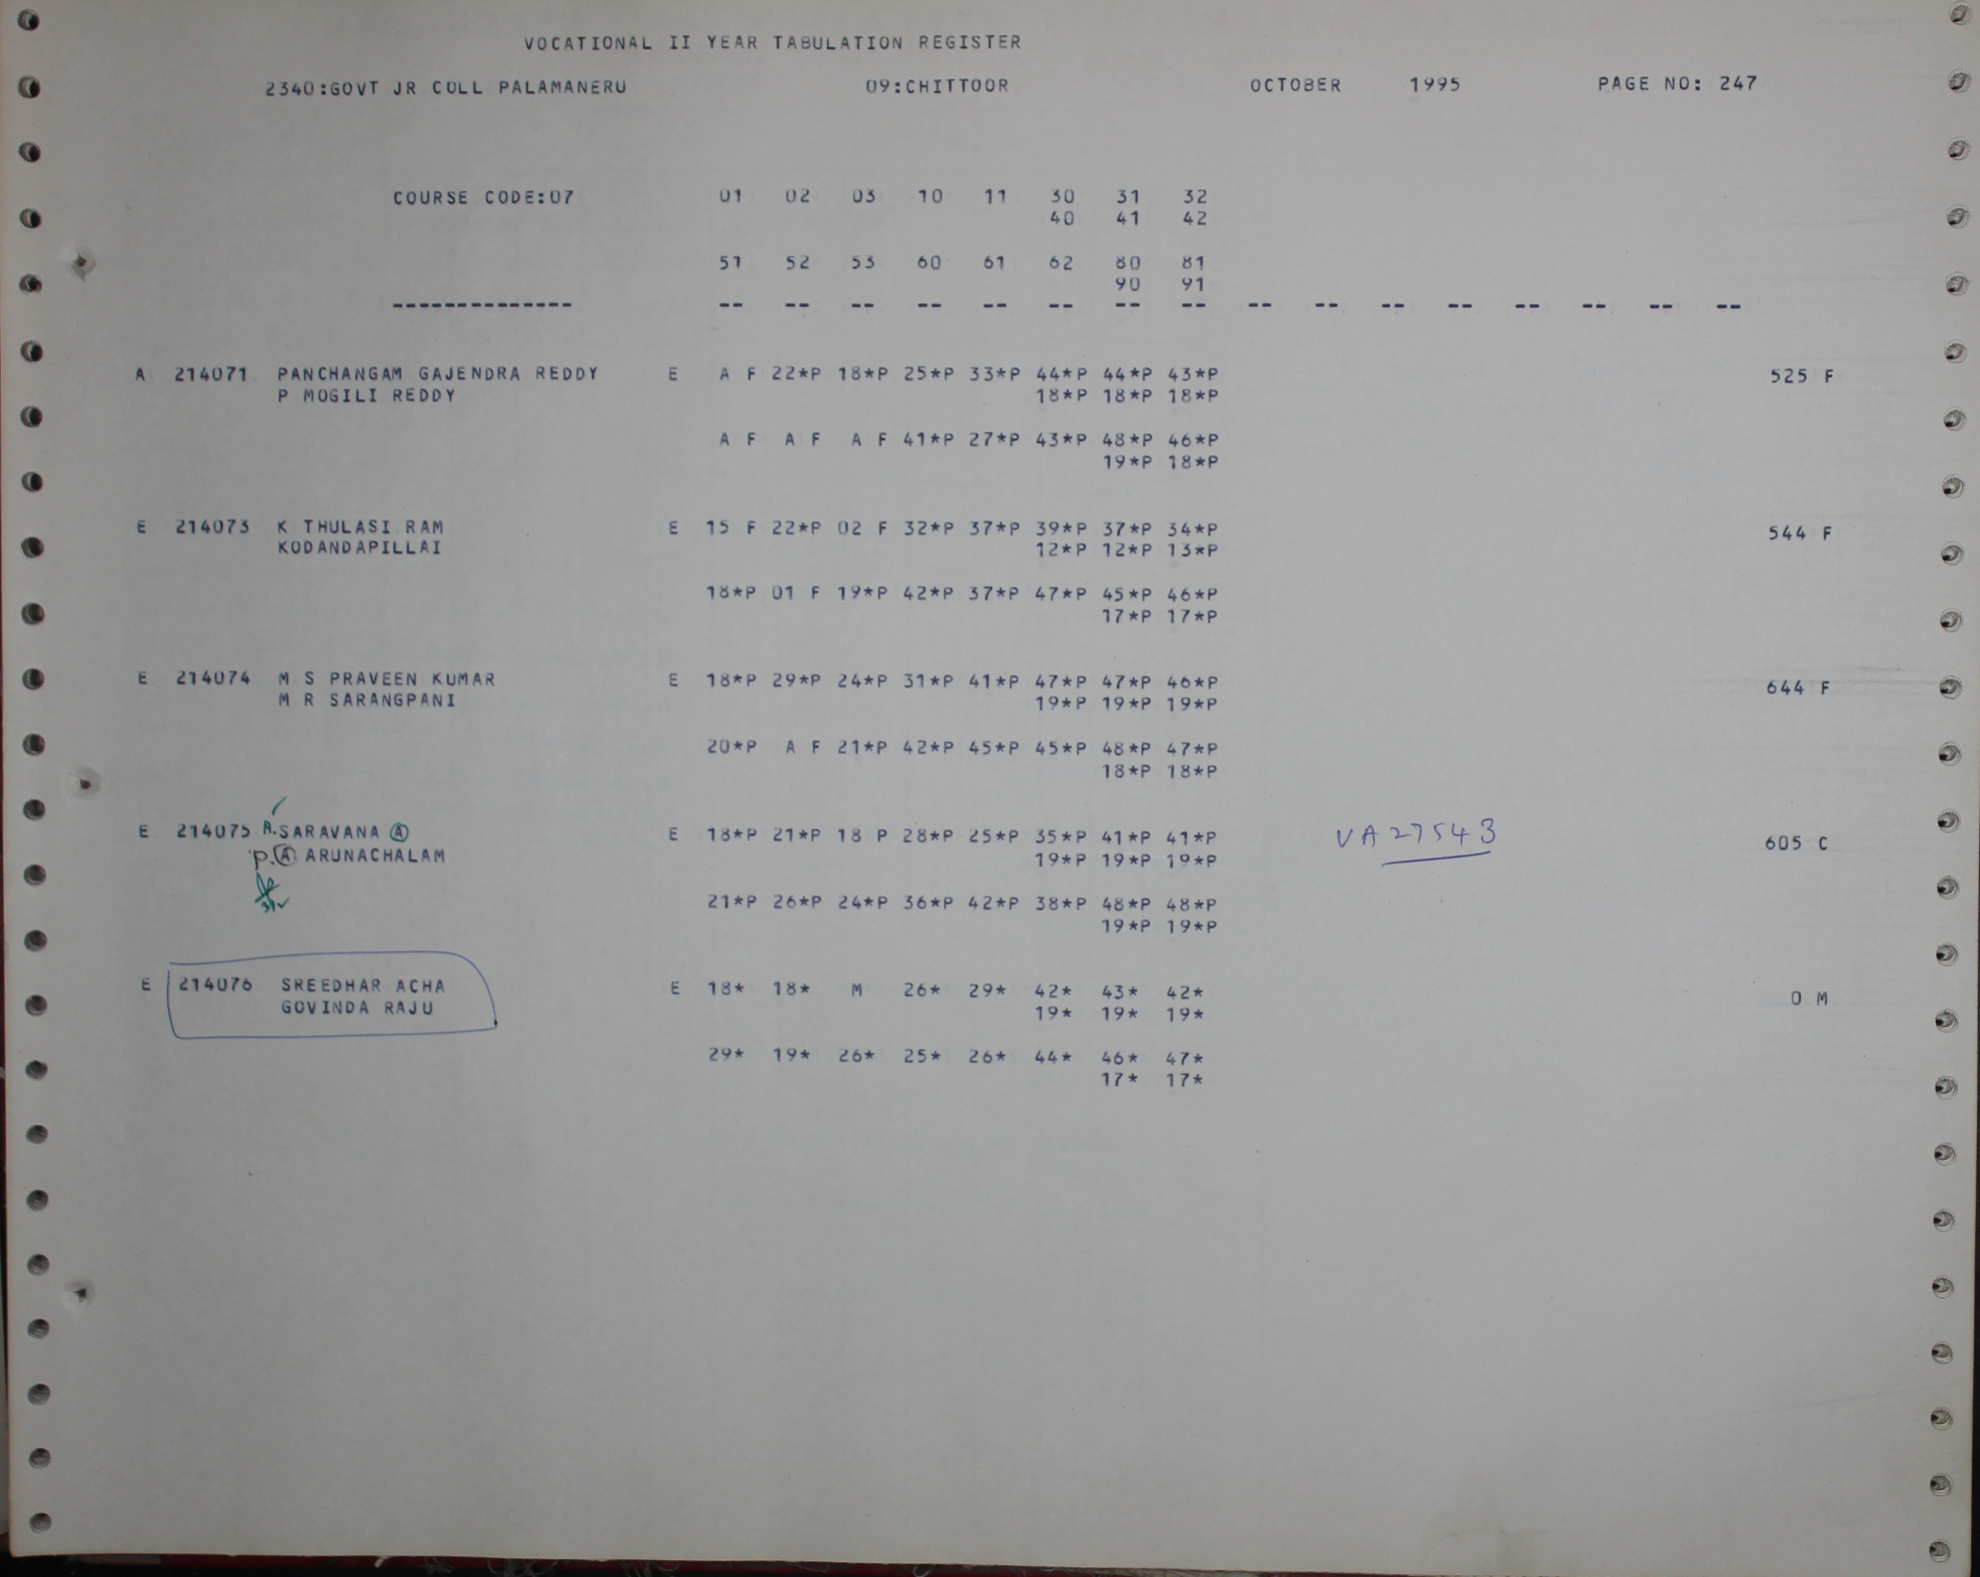 VOCATIONAL II YEAR TABULATION REGISTER
2340:GOVT JR COLL PALAMANERU 09:CHITTOOR OCTOBER 1995 PAGE NO: 247
COURSE CODE:07 01 02 03 10 11 30 31 32
40 41 42
51 52 53 60 61 62 80 81
90 91
-------------- -- -- -- -- -- -- -- -- -- -- -- -- -- -- -- --
A 214071 PANCHANGAM GAJENDRA REDDY E A F 22*P 18*P 25*P 33*P 44*P 44*P 43*P 525 F
P MOGILI REDDY 18*P 18*P 18*P
A F A F A F 41*P 27*P 43*P 48*P 46*P
19*P 18*P
E 214073 K THULASI RAM E 15 F 22*P 02 F 32*P 37*P 39*P 37*P 34*P 544 F
KODANDAPILLAI 12*P 12*P 13*P
18*P 01 F 19*P 42*P 37*P 47*P 45*P 46*P
17*P 17*P
E 214074 M S PRAVEEN KUMAR E 18*P 29*P 24*P 31*P 41*P 47*P 47*P 46*P 644 F
M R SARANGPANI 19*P 19*P 19*P
20*P A F 21*P 42*P 45*P 45*P 48*P 47*P
18*P 18*P
E 214075 A. SARAVANA A E 18*P 21*P 18 P 28*P 25*P 35*P 41*P 41*P VA27543 605 C
P. A ARUNACHALAM 19*P 19*P 19*P
21*P 26*P 24*P 36*P 42*P 38*P 48*P 48*P
19*P 19*P
E 214076 SREEDHAR ACHA E 18* 18* M 26* 29* 42* 43* 42* 0 M
GOVINDA RAJU 19* 19* 19*
29* 19* 26* 25* 26* 44* 46* 47*
17* 17*